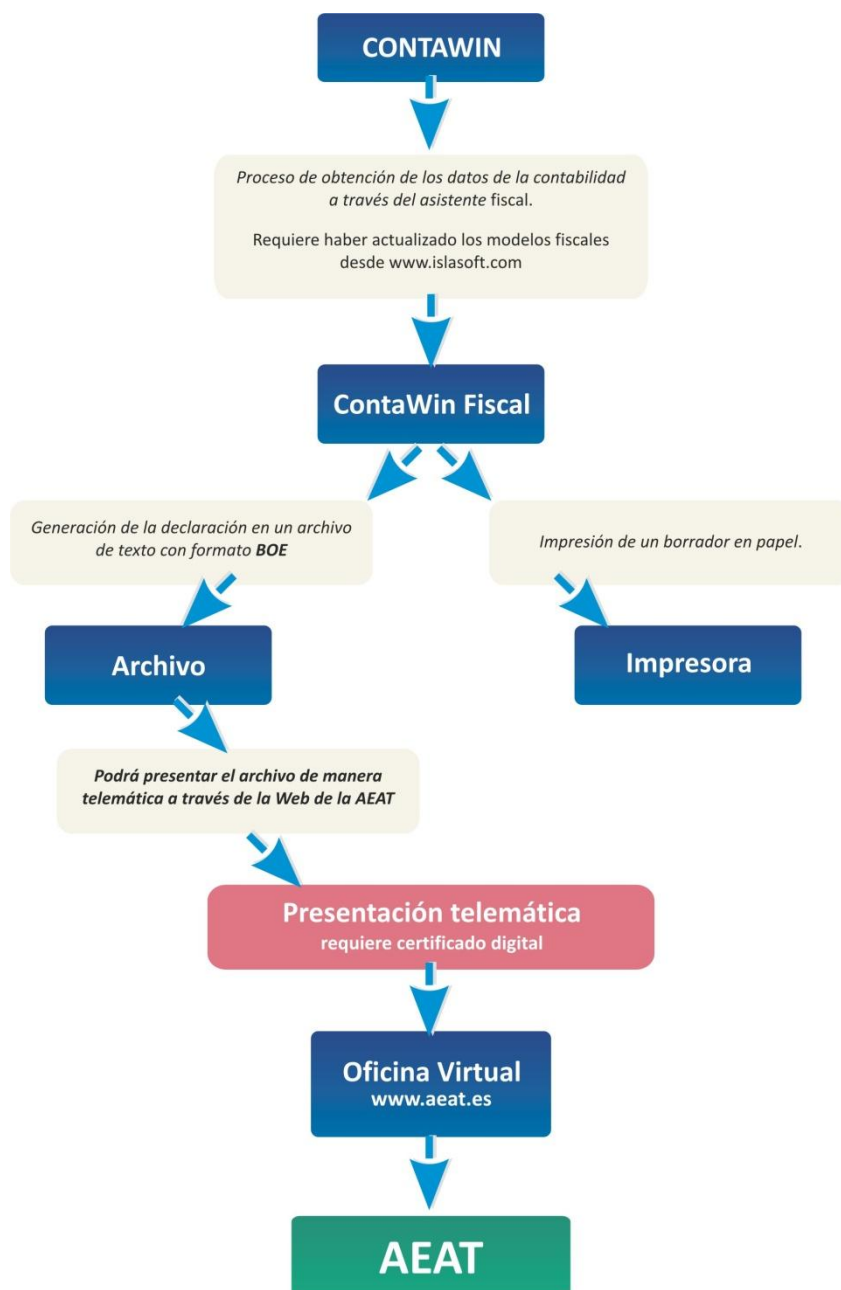 CONTAWIN
Proceso de obtención de los datos de la contabilidad
a través del asistente fiscal.
Requiere haber actualizado los modelos fiscales
desde www.islasoft.com
ContaWin Fiscal
Generación de la declaración en un archivo
de texto con formato BOE
Impresión de un borrador en papel.
Archivo
Impresora
Podrá presentar el archivo de manera
telemática a través de la Web de la AEAT
Presentación telemática
requiere certificado digital
Oficina Virtual
www.aeat.es
AEAT